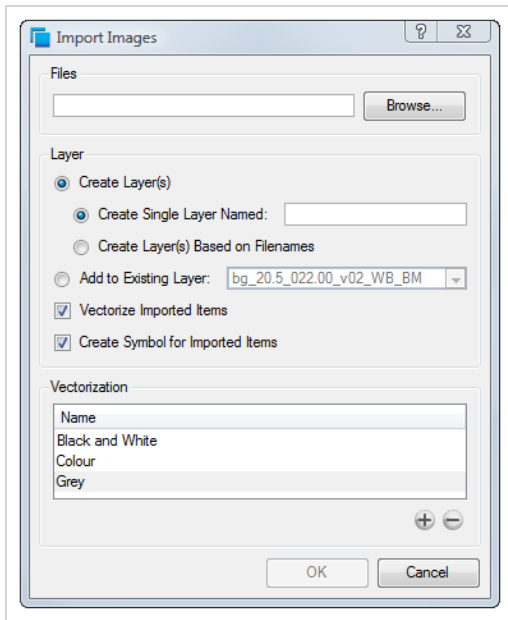 Import Images
Files
Browse...
Layer
Create Layer(s)
Create Single Layer Named:
Create Layer(s) Based on Filenames
Add to Existing Layer: bg_20.5_022.00_v02_WB_BM
Vectorize Imported Items
Create Symbol for Imported Items
Vectorization
Name
Black and White
Colour
Grey
OK Cancel